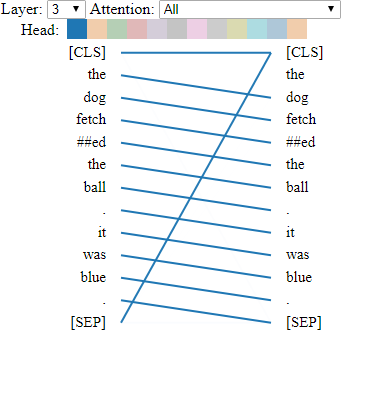 Layer: 3 Attention: All
Head:
[CLS] [CLS]
the the
dog dog
fetch fetch
##ed ##ed
the the
ball ball
. .
it it
was was
blue blue
. .
[SEP] [SEP]